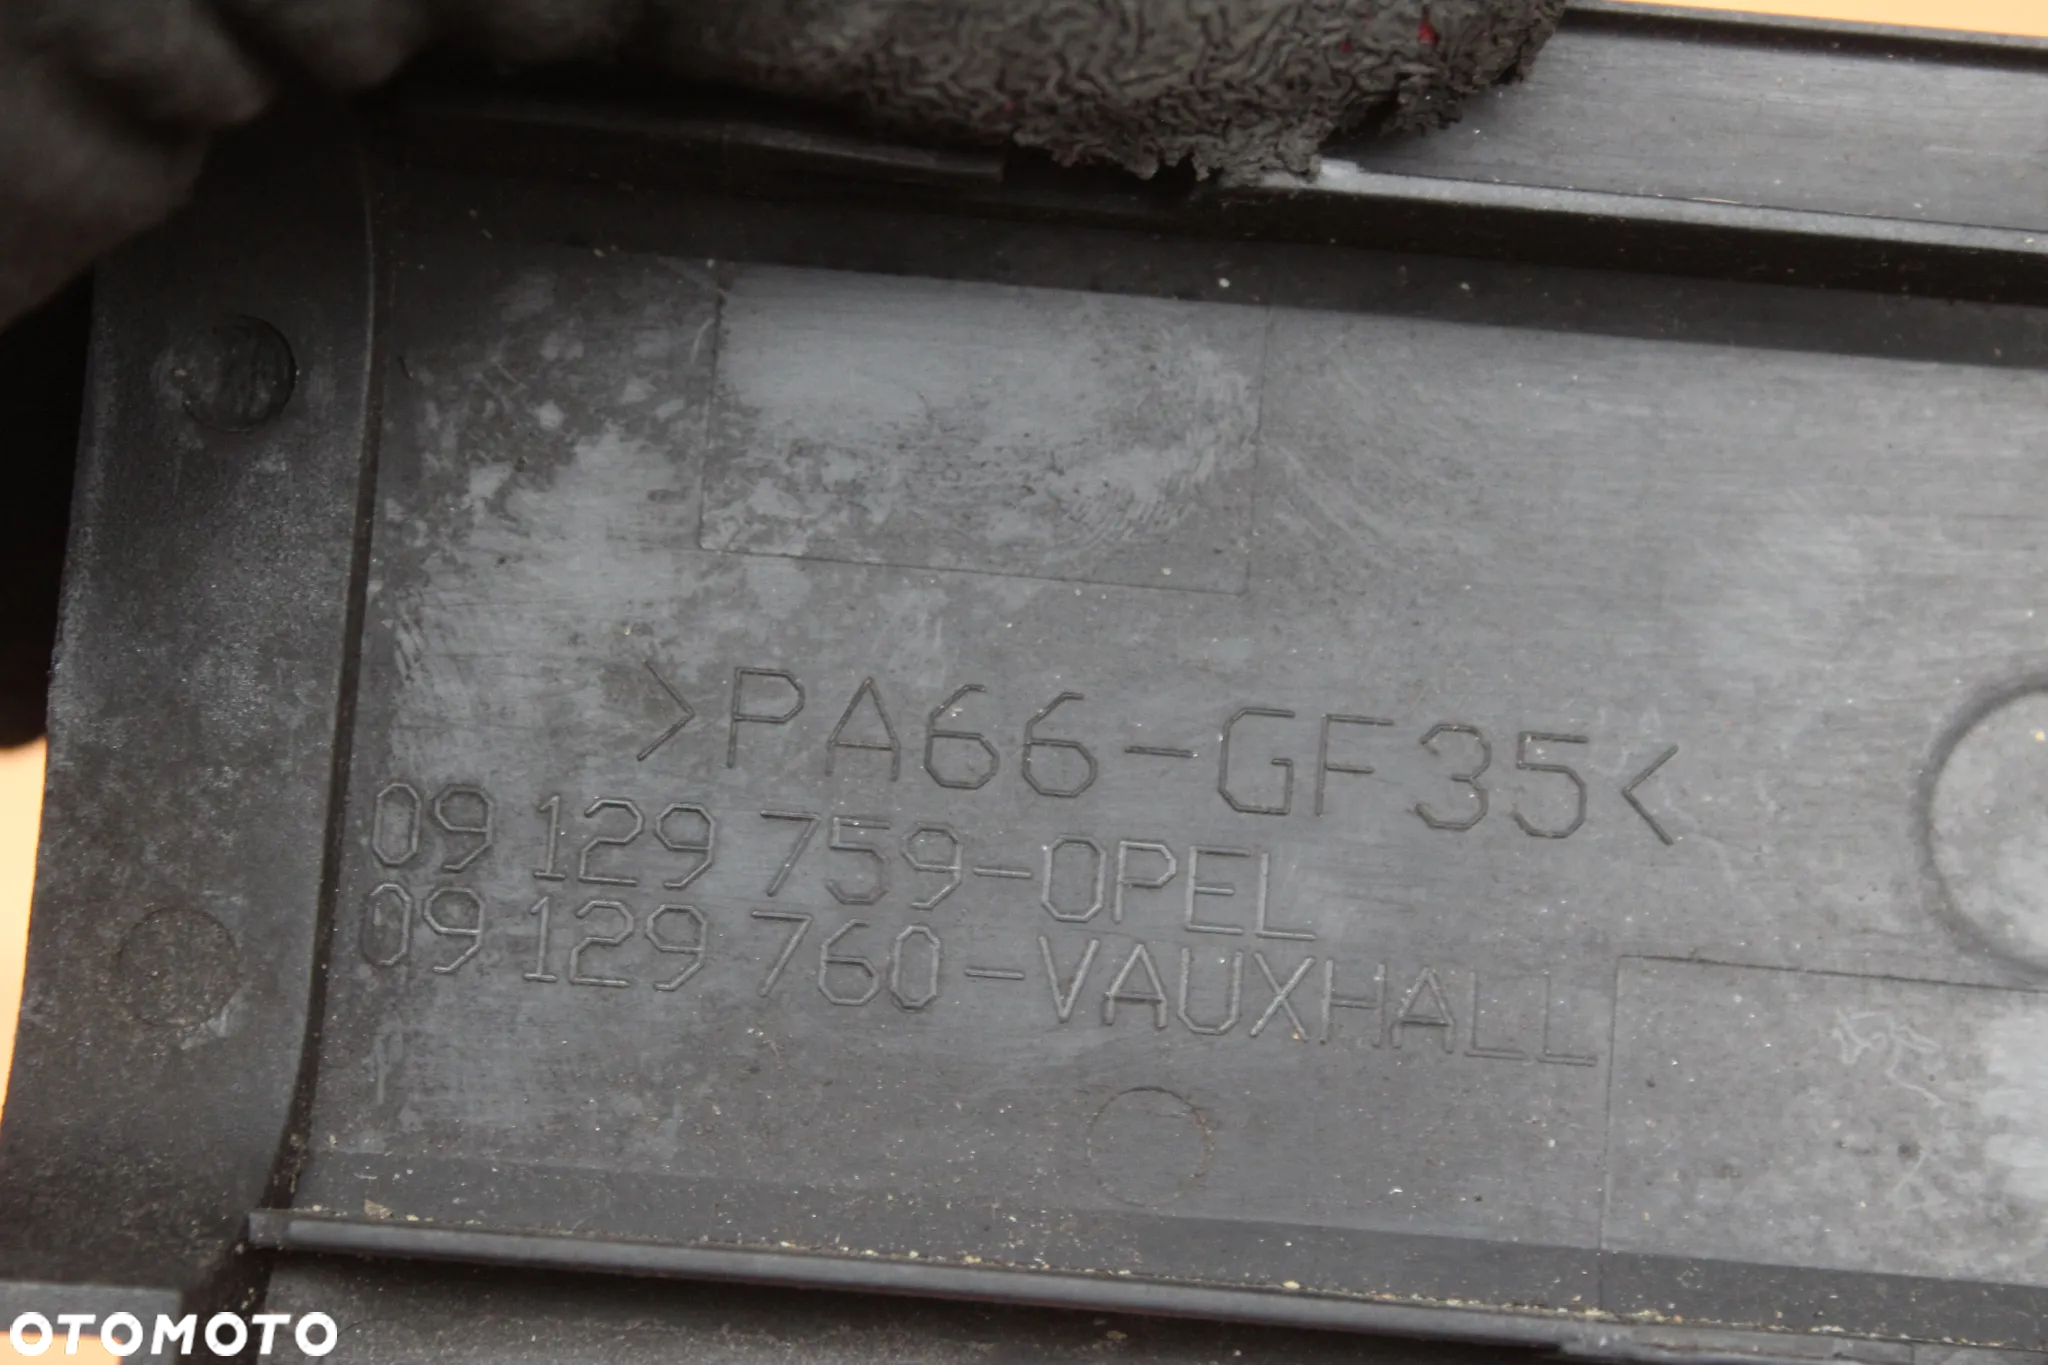 >PA66-GF35<
09 129 759-OPEL
09 129 760-VAUXHALL
OTOMOTO